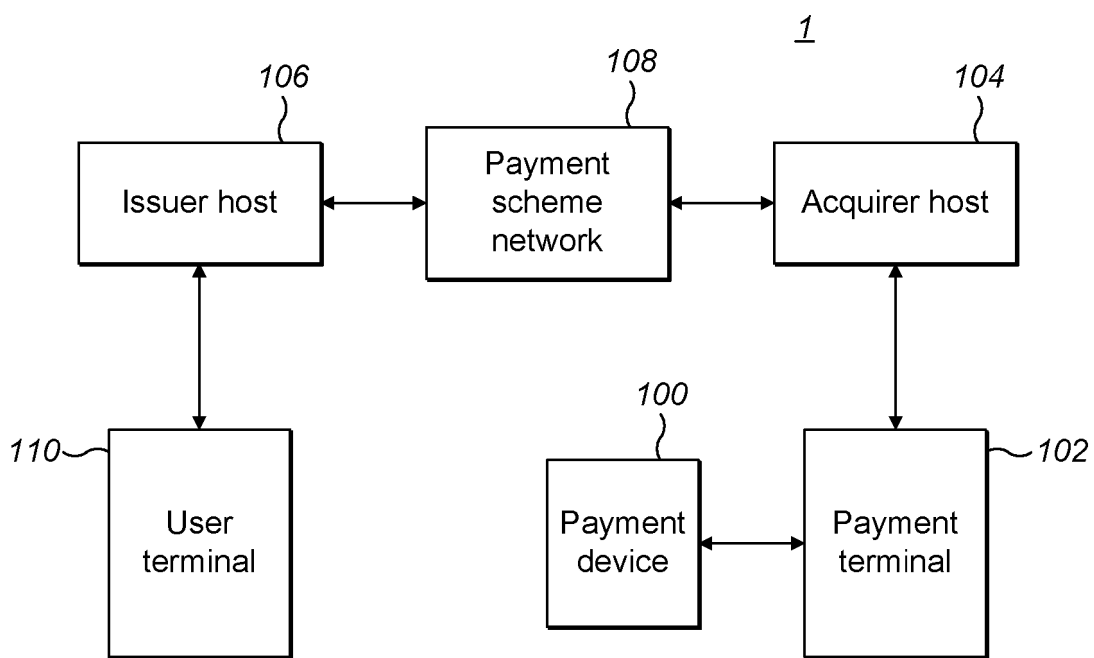 1
106
108
104
Issuer host
Payment
scheme
network
Acquirer host
100
110
102
User
terminal
Payment
device
Payment
terminal